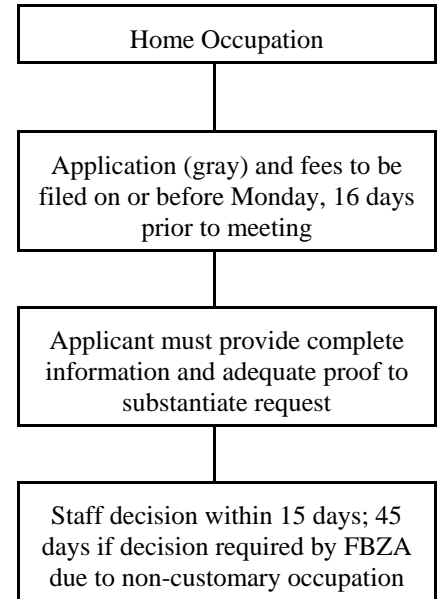 Home Occupation
Application (gray) and fees to be
filed on or before Monday, 16 days
prior to meeting
Applicant must provide complete
information and adequate proof to
substantiate request
Staff decision within 15 days; 45
days if decision required by FBZA
due to non-customary occupation